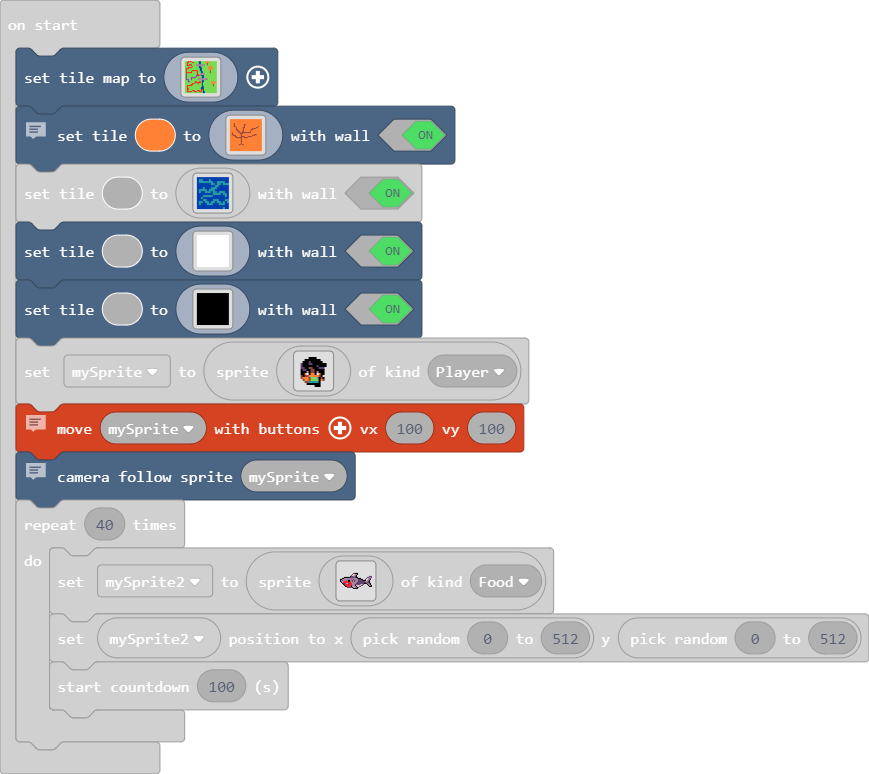 on start
set tile map to
set tile to with wall ON
set tile to with wall ON
set tile to with wall ON
set tile to with wall ON
set mySprite to sprite of kind Player
move mySprite with buttons vx 100 vy 100
camera follow sprite mySprite
repeat 40 times
do
set mySprite2 to sprite of kind Food
set mySprite2 position to x pick random 0 to 512 y pick random 0 to 512
start countdown 100 (s)